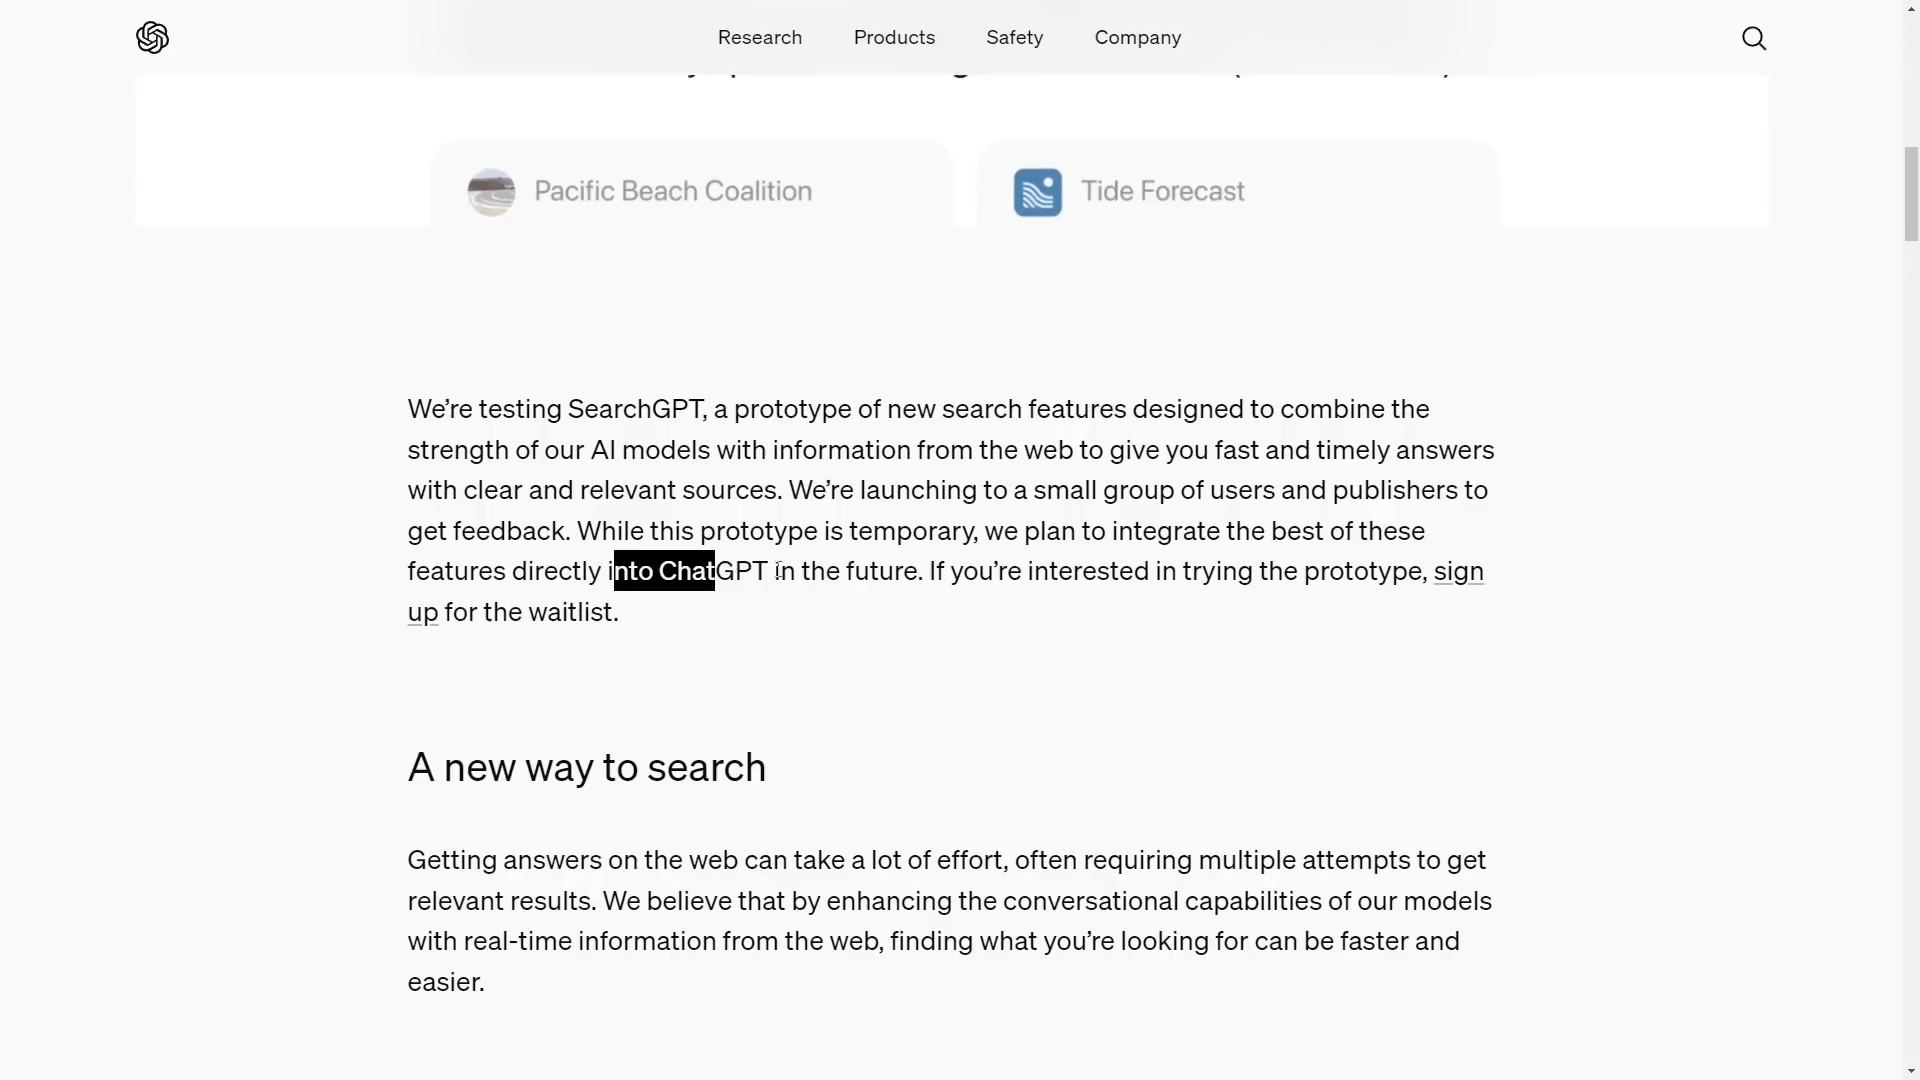 Research Products Safety Company
Pacific Beach Coalition Tide Forecast
We’re testing SearchGPT, a prototype of new search features designed to combine the
strength of our AI models with information from the web to give you fast and timely answers
with clear and relevant sources. We’re launching to a small group of users and publishers to
get feedback. While this prototype is temporary, we plan to integrate the best of these
features directly into ChatGPT in the future. If you’re interested in trying the prototype, sign
up for the waitlist.
A new way to search
Getting answers on the web can take a lot of effort, often requiring multiple attempts to get
relevant results. We believe that by enhancing the conversational capabilities of our models
with real-time information from the web, finding what you’re looking for can be faster and
easier.